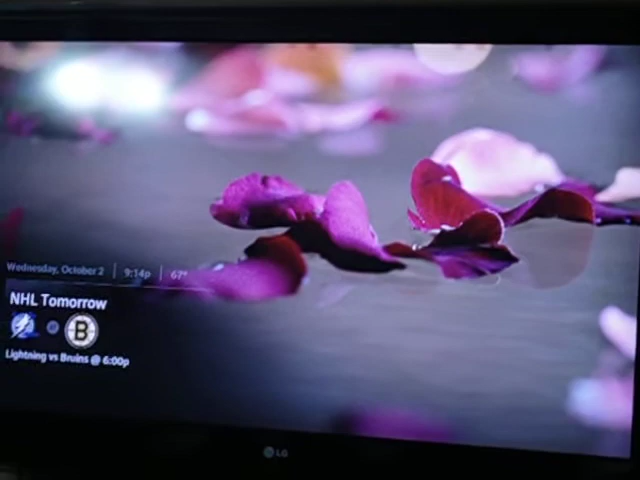 Wednesday, October 2 9:14p 67°
NHL Tomorrow
B
Lightning vs Bruins @ 6:00p
LG